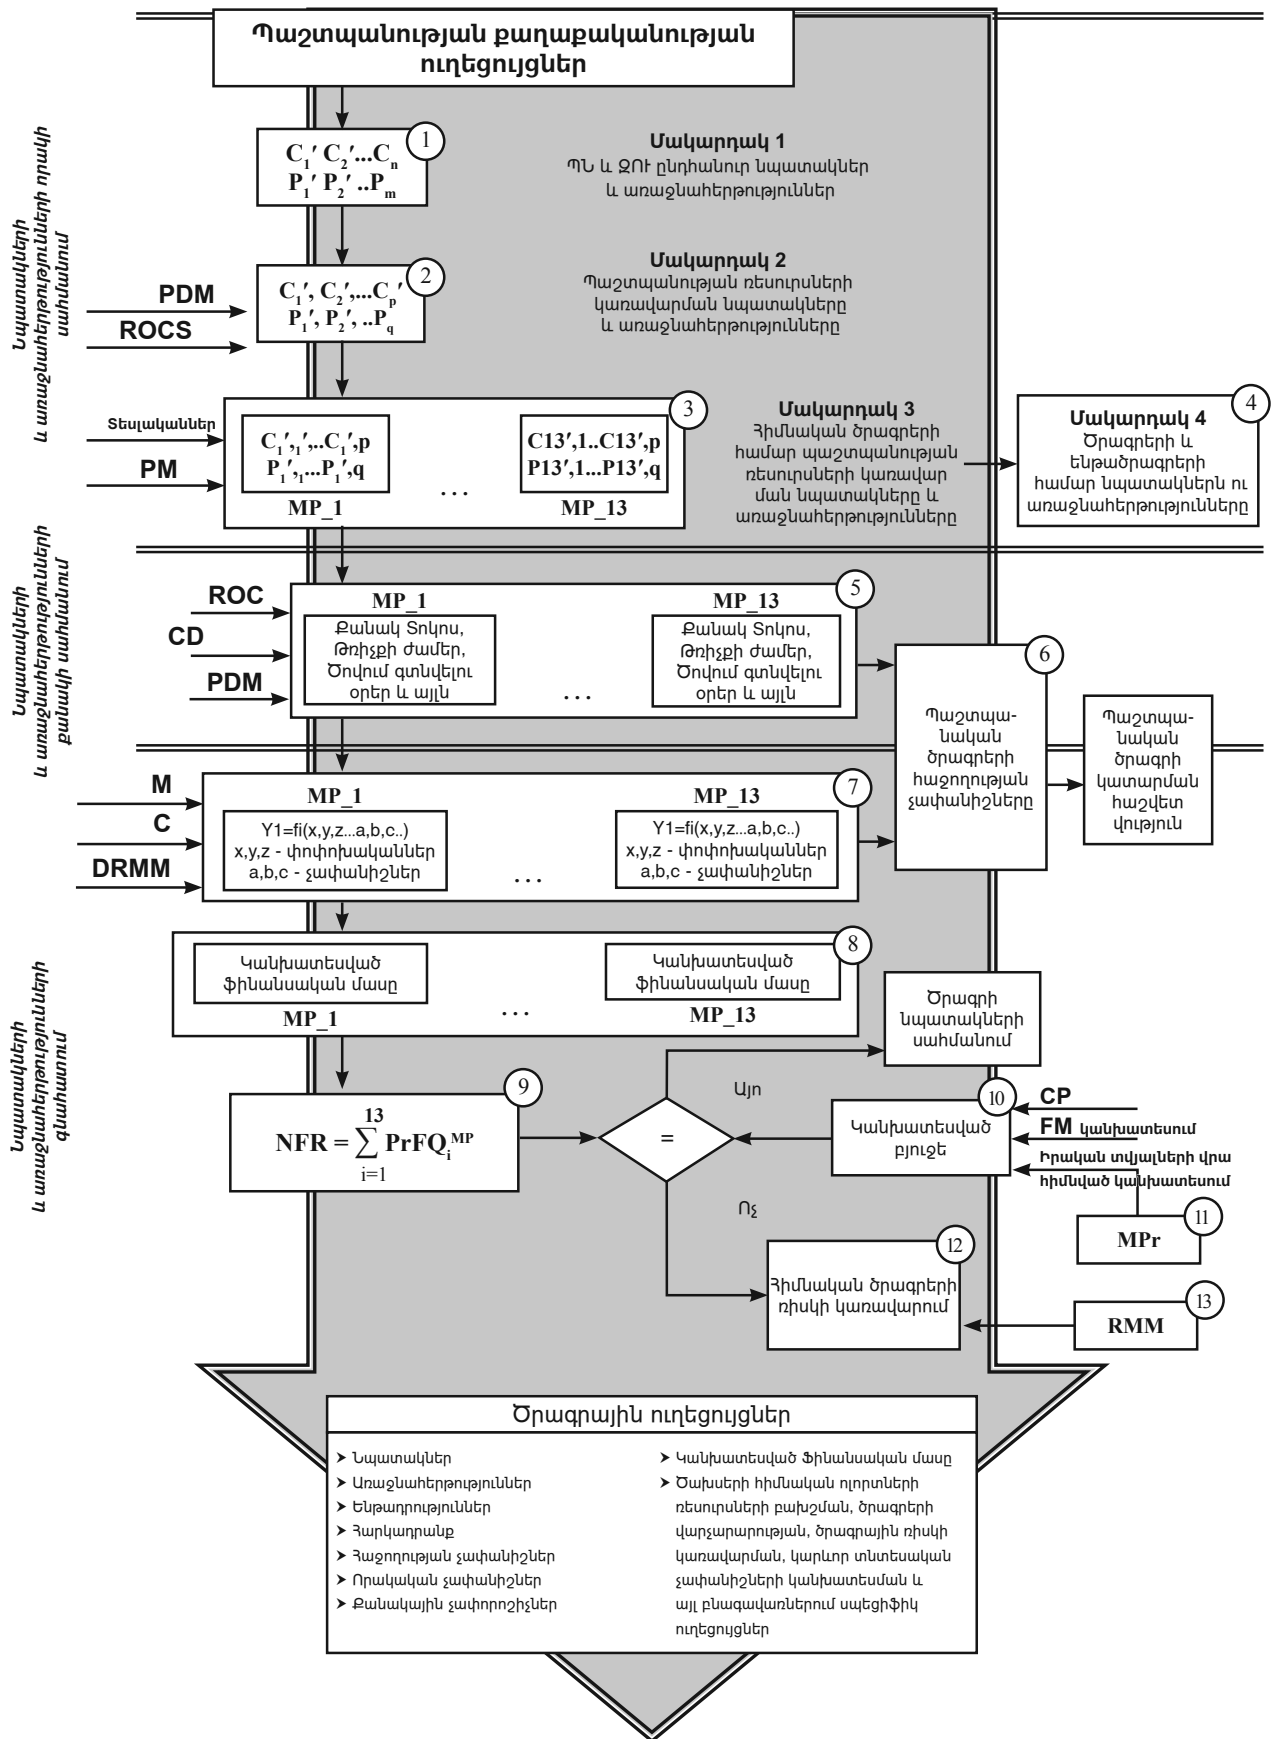 Պաշտպանության քաղաքականության
ուղեցույցներ
Նպատակների
և առաջնահերթությունների որակի
սահմանում
1
C₁′ C₂′...Cₙ
P₁′ P₂′ ..Pₘ
Մակարդակ 1
ՊՆ և ԶՈՒ ընդհանուր նպատակներ
և առաջնահերթություններ
2
C₁′, C₂′,...Cₚ′
P₁′, P₂′, ..P_q
PDM
ROCS
Մակարդակ 2
Պաշտպանության ռեսուրսների
կառավարման նպատակները
և առաջնահերթությունները
3
Տեսլականներ
PM
C₁′,₁′,..C₁′,p
P₁′,₁...P₁′,q
MP_1
...
C13′,1..C13′,p
P13′,1...P13′,q
MP_13
Մակարդակ 3
Հիմնական ծրագրերի
համար պաշտպանության
ռեսուրսների կառավար
ման նպատակները և
առաջնահերթությունները
4
Մակարդակ 4
Ծրագրերի և
ենթածրագրերի
համար նպատակներն ու
առաջնահերթությունները
Նպատակների
և առաջնահերթությունների
քանակի սահմանում
ROC
CD
PDM
5
MP_1
Քանակ Տոկոս,
Թռիչքի ժամեր,
Ծովում գտնվելու
օրեր և այլն
...
MP_13
Քանակ Տոկոս,
Թռիչքի ժամեր,
Ծովում գտնվելու
օրեր և այլն
6
Պաշտպա-
նական
ծրագրերի
հաջողության
չափանիշները
Պաշտպա-
նական
ծրագրի
կատարման
հաշվետ
վություն
M
C
DRMM
7
MP_1
Y1=fi(x,y,z...a,b,c..)
x,y,z - փոփոխականներ
a,b,c - չափանիշներ
...
MP_13
Y1=fi(x,y,z...a,b,c..)
x,y,z - փոփոխականներ
a,b,c - չափանիշներ
Նպատակների
և առաջնահերթությունների
գնահատում
8
Կանխատեսված
ֆինանսական մասը
MP_1
...
Կանխատեսված
ֆինանսական մասը
MP_13
Ծրագրի
նպատակների
սահմանում
9
NFR = ∑ PrFQᵢᴹᴾ
13
i=1
=
Այո
Ոչ
10
Կանխատեսված
բյուջե
CP
FM կանխատեսում
Իրական տվյալների վրա
հիմնված կանխատեսում
11
MPr
12
Հիմնական ծրագրերի
ռիսկի կառավարում
13
RMM
Ծրագրային ուղեցույցներ
➤ Նպատակներ
➤ Առաջնահերթություններ
➤ Ենթադրություններ
➤ Հարկադրանք
➤ Հաջողության չափանիշներ
➤ Որակական չափանիշներ
➤ Քանակային չափորոշիչներ
➤ Կանխատեսված Ֆինանսական մասը
➤ Ծախսերի հիմնական ոլորտների
ռեսուրսների բախշման, ծրագրերի
վարչարարության, ծրագրային ռիսկի
կառավարման, կարևոր տնտեսական
չափանիշների կանխատեսման և
այլ բնագավառներում սպեցիֆիկ
ուղեցույցներ